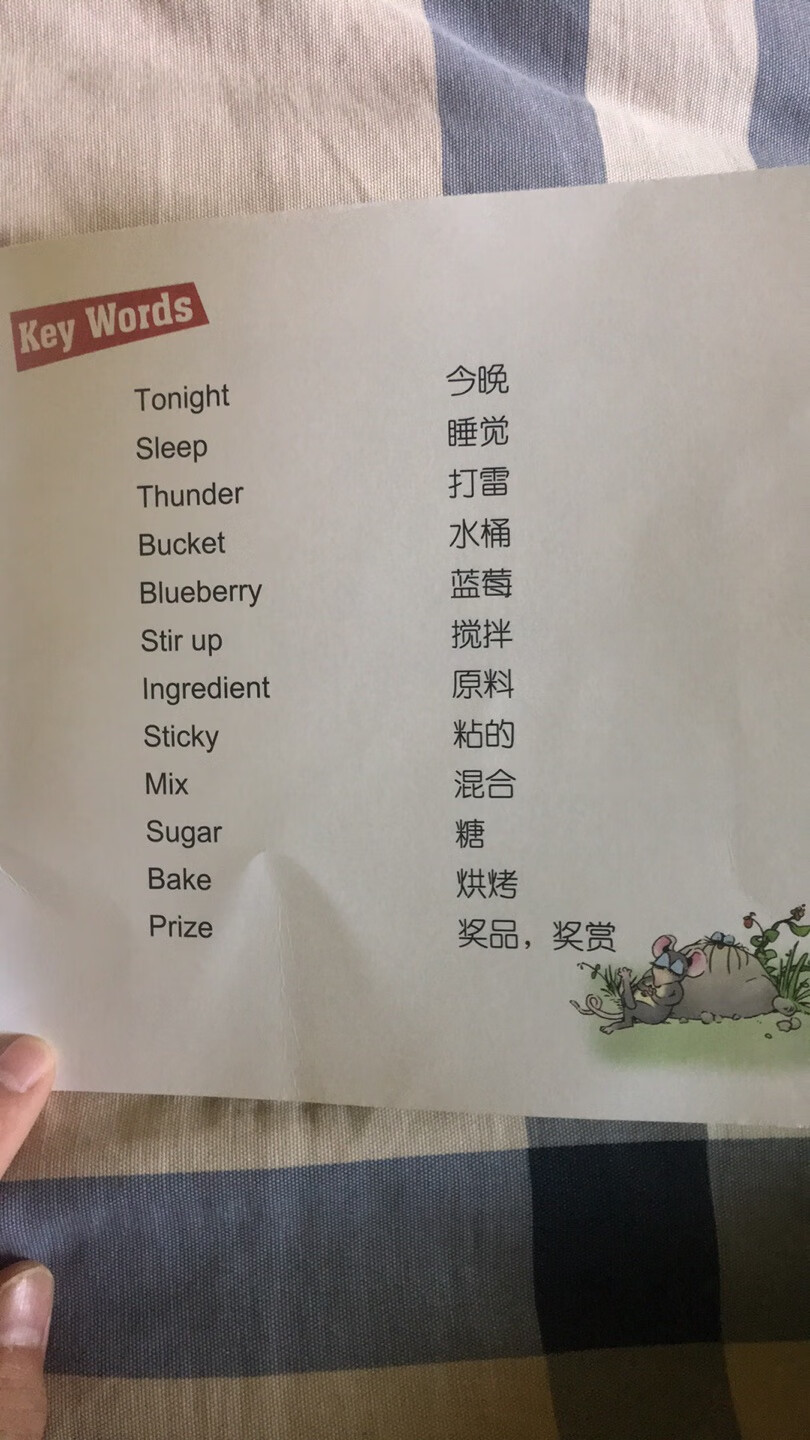 Key Words
Tonight 今晚
Sleep 睡觉
Thunder 打雷
Bucket 水桶
Blueberry 蓝莓
Stir up 搅拌
Ingredient 原料
Sticky 粘的
Mix 混合
Sugar 糖
Bake 烘烤
Prize 奖品，奖赏